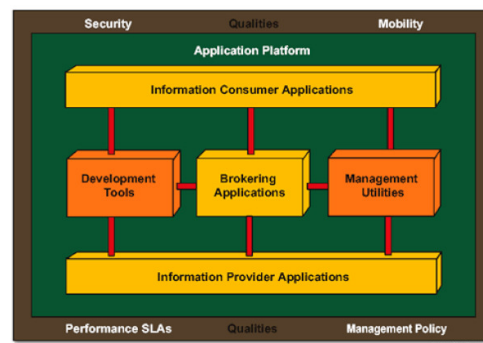 Security Qualities Mobility
Application Platform
Information Consumer Applications
Development Brokering Management
Tools Applications Utilities
Information Provider Applications
Performance SLAs Qualities Management Policy